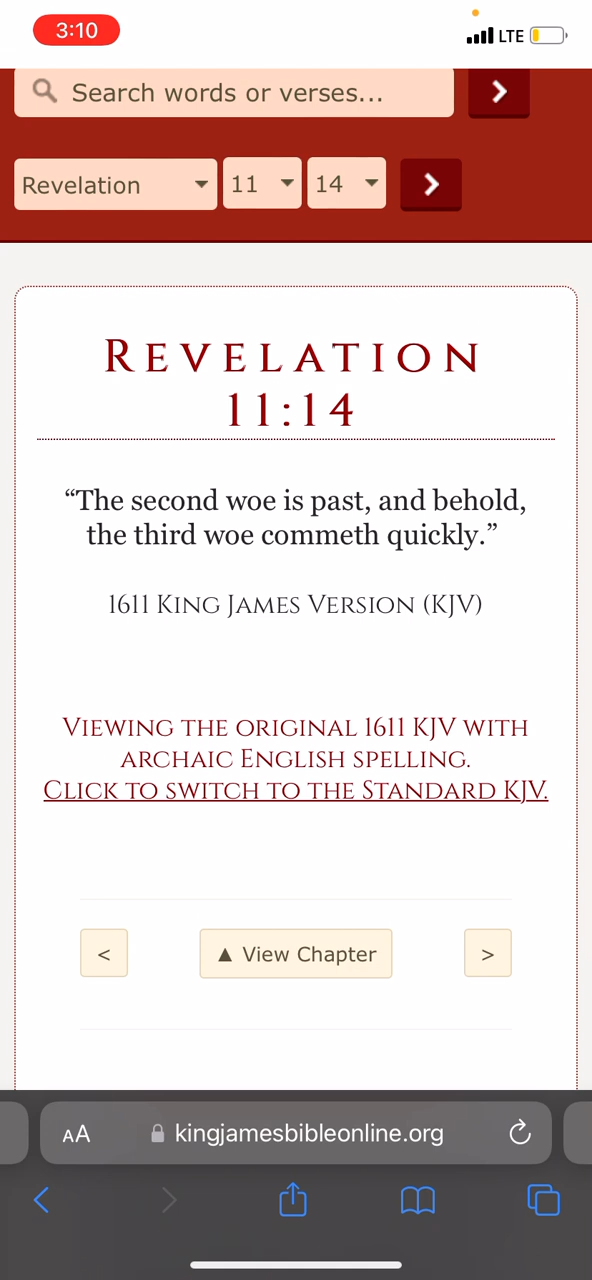 3:10
LTE
Search words or verses...
Revelation 11 14
REVELATION
11:14
“The second woe is past, and behold,
the third woe commeth quickly.”
1611 KING JAMES VERSION (KJV)
VIEWING THE ORIGINAL 1611 KJV WITH
ARCHAIC ENGLISH SPELLING.
CLICK TO SWITCH TO THE STANDARD KJV.
< ▲ View Chapter >
AA kingjamesbibleonline.org